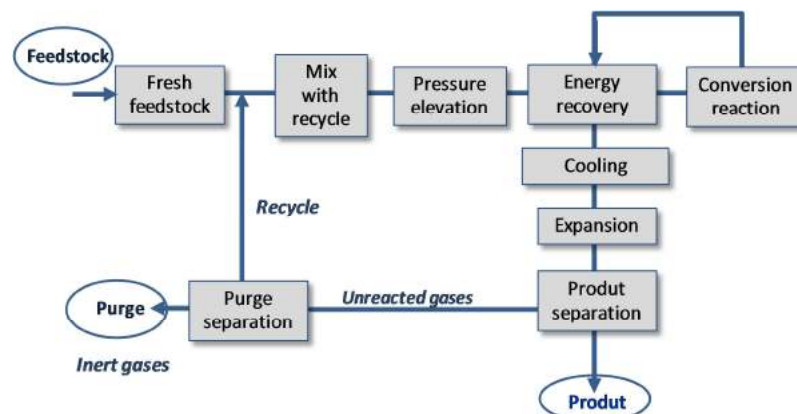 Feedstock
Fresh
feedstock
Mix
with
recycle
Pressure
elevation
Energy
recovery
Conversion
reaction
Cooling
Recycle
Expansion
Purge
Purge
separation
Unreacted gases
Produt
separation
Inert gases
Produt